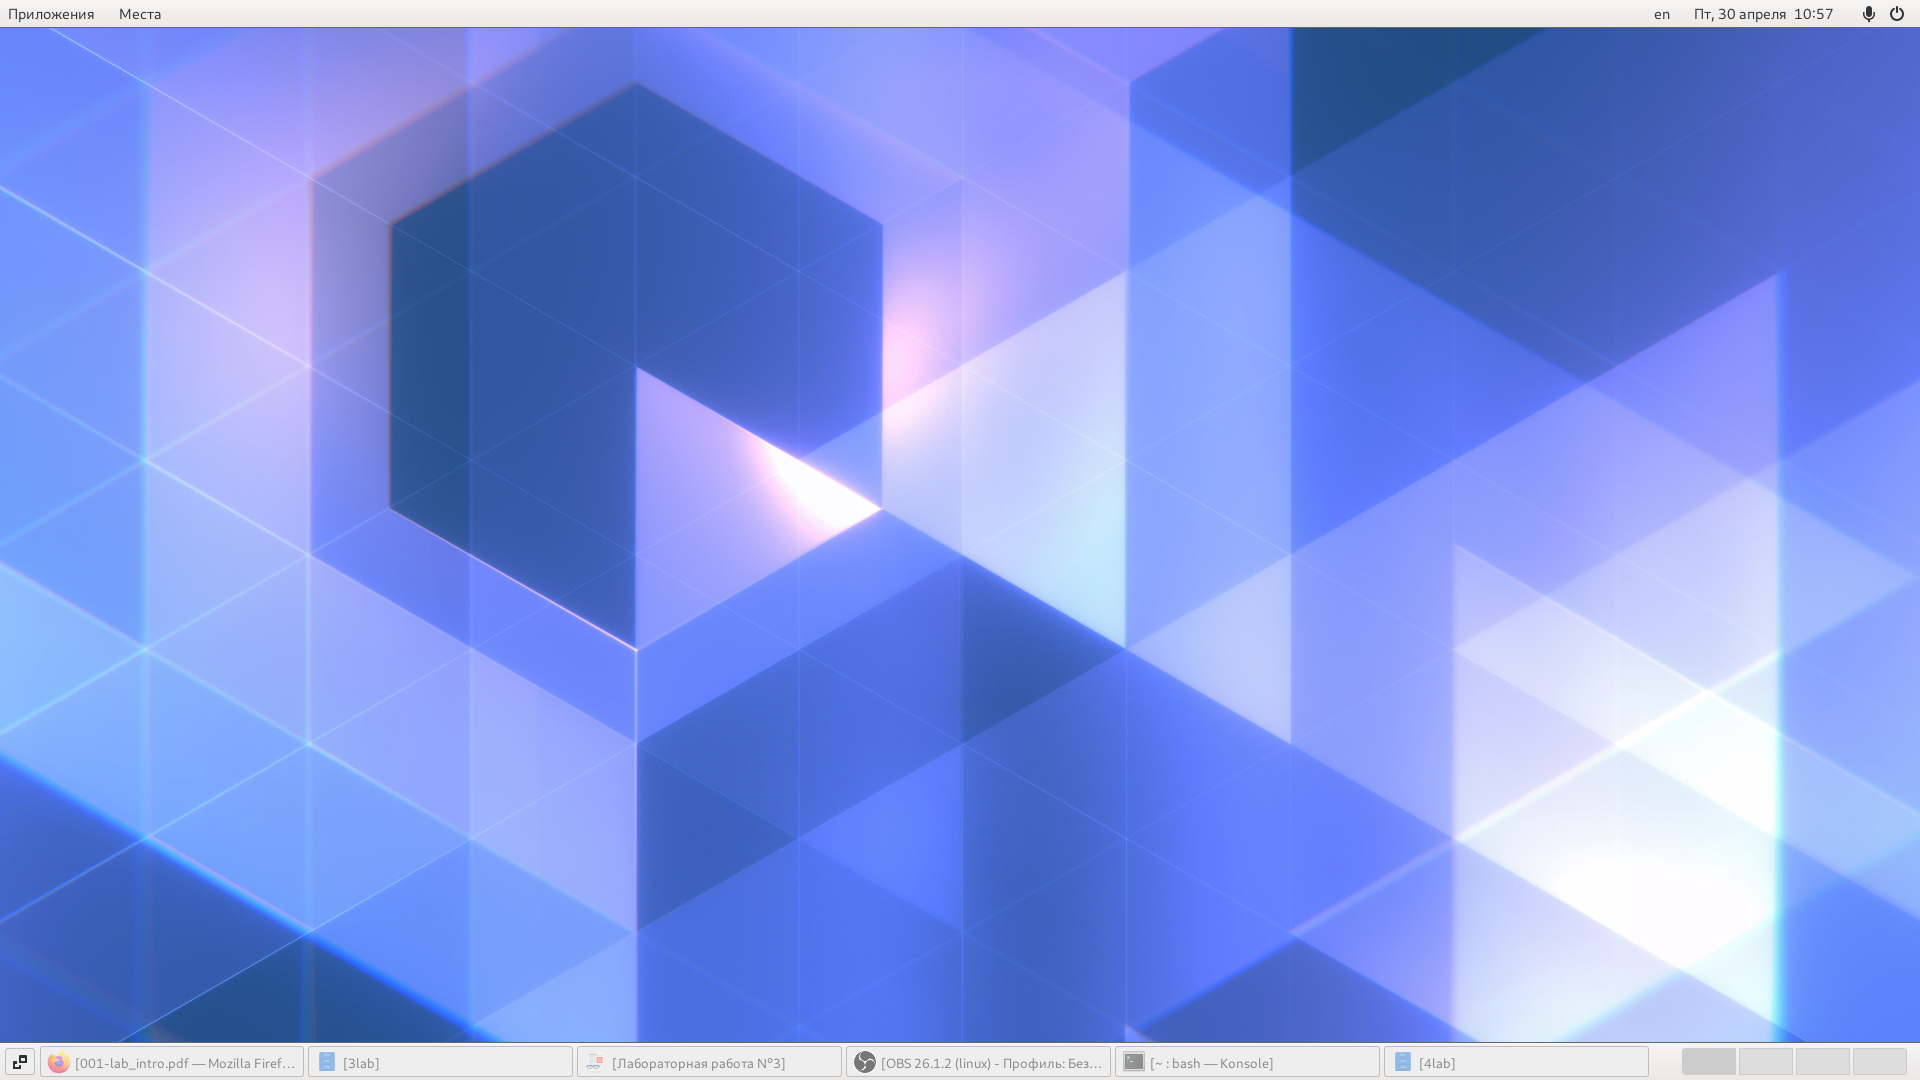 Приложения Места en Пт, 30 апреля 10:57
[001-lab_intro.pdf — Mozilla Firef… [3lab] [Лабораторная работа №3] [OBS 26.1.2 (linux) - Профиль: Без… [~ : bash — Konsole] [4lab]